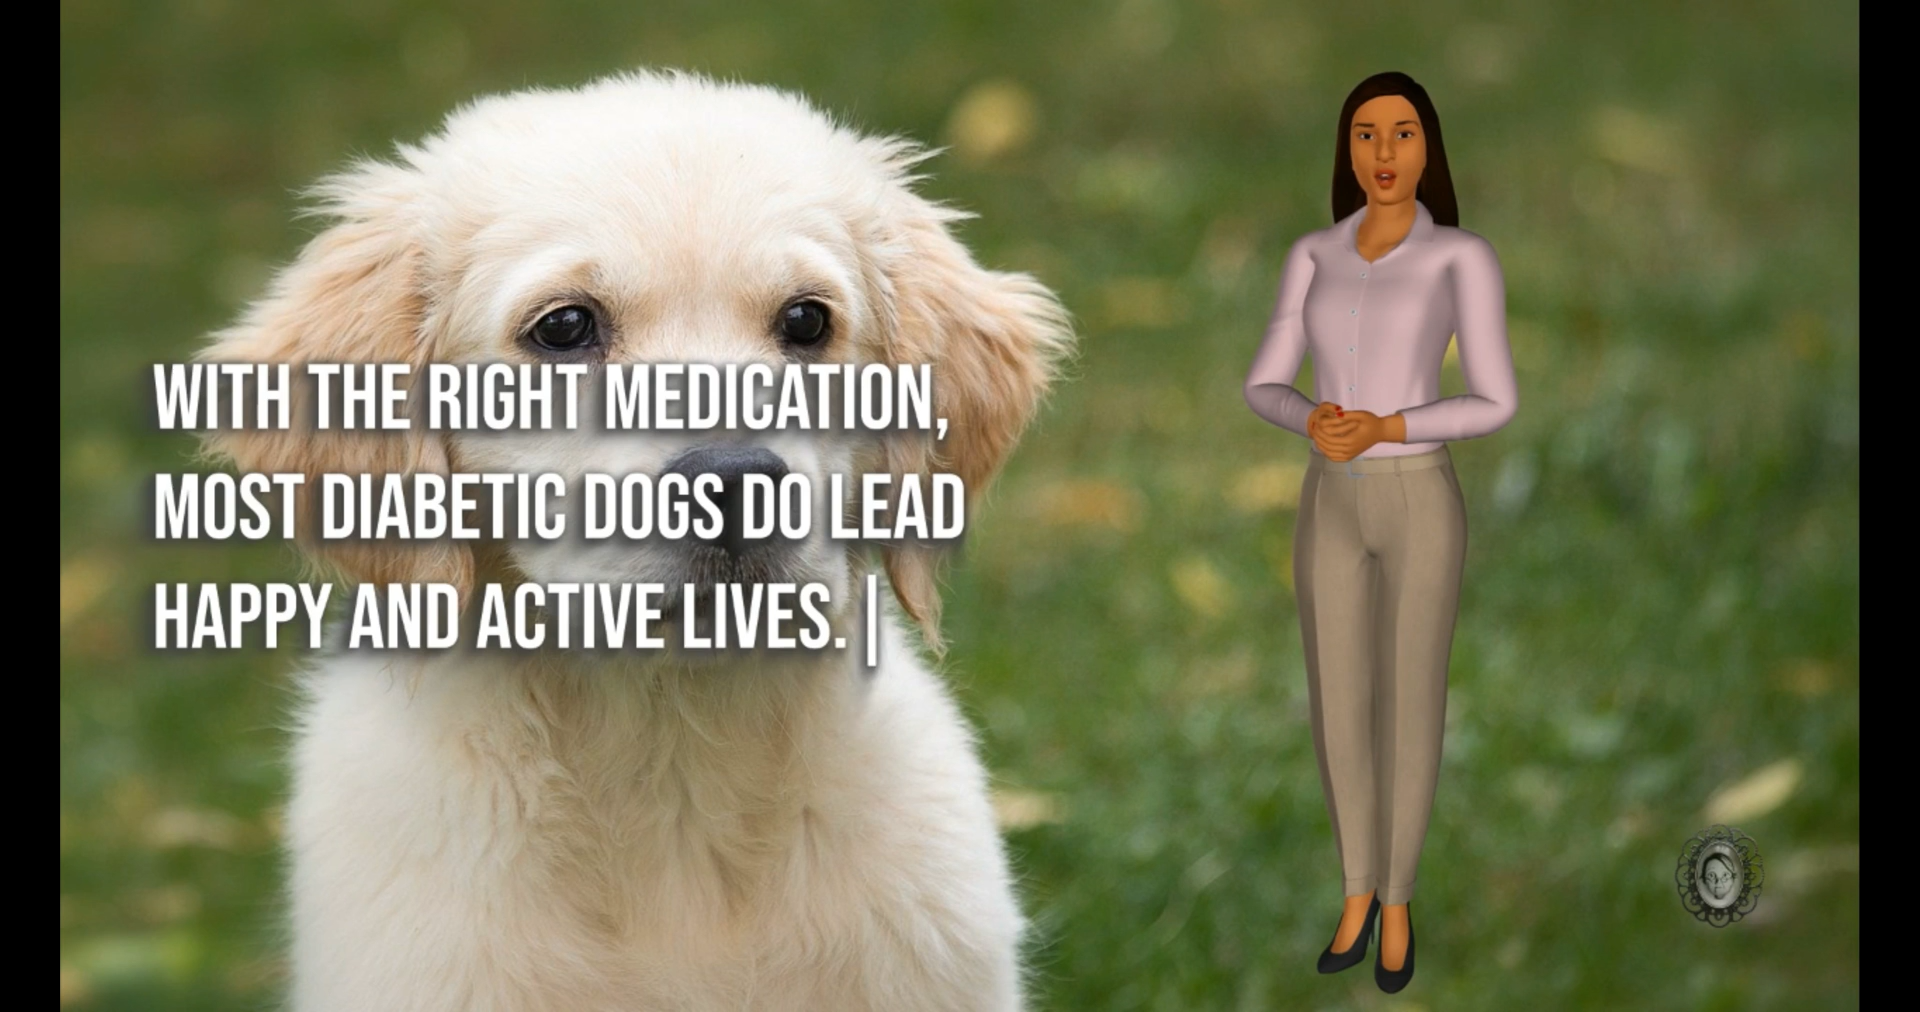 WITH THE RIGHT MEDICATION,
MOST DIABETIC DOGS DO LEAD
HAPPY AND ACTIVE LIVES. |